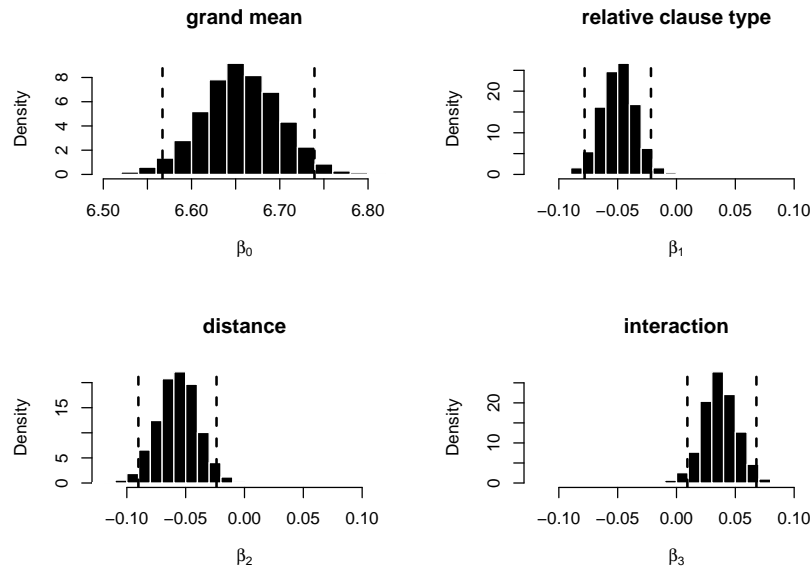 grand mean
Density
0 2 4 6 8
6.50 6.60 6.70 6.80
β0
relative clause type
Density
0 10 20
−0.10 −0.05 0.00 0.05 0.10
β1
distance
Density
0 5 15
−0.10 −0.05 0.00 0.05 0.10
β2
interaction
Density
0 10 20
−0.10 −0.05 0.00 0.05 0.10
β3